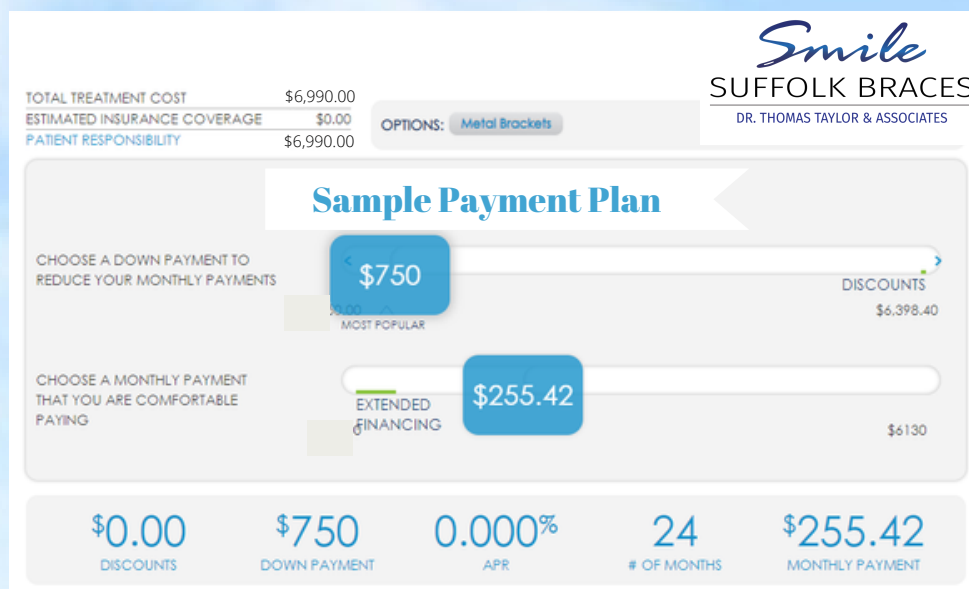 Smile
SUFFOLK BRACES
DR. THOMAS TAYLOR & ASSOCIATES
TOTAL TREATMENT COST $6,990.00
ESTIMATED INSURANCE COVERAGE $0.00
PATIENT RESPONSIBILITY $6,990.00
OPTIONS: Metal Brackets
Sample Payment Plan
CHOOSE A DOWN PAYMENT TO
REDUCE YOUR MONTHLY PAYMENTS
$750
DISCOUNTS
$6,398.40
MOST POPULAR
CHOOSE A MONTHLY PAYMENT
THAT YOU ARE COMFORTABLE
PAYING
$255.42
EXTENDED
FINANCING
$6130
$0.00 $750 0.000% 24 $255.42
DISCOUNTS DOWN PAYMENT APR # OF MONTHS MONTHLY PAYMENT